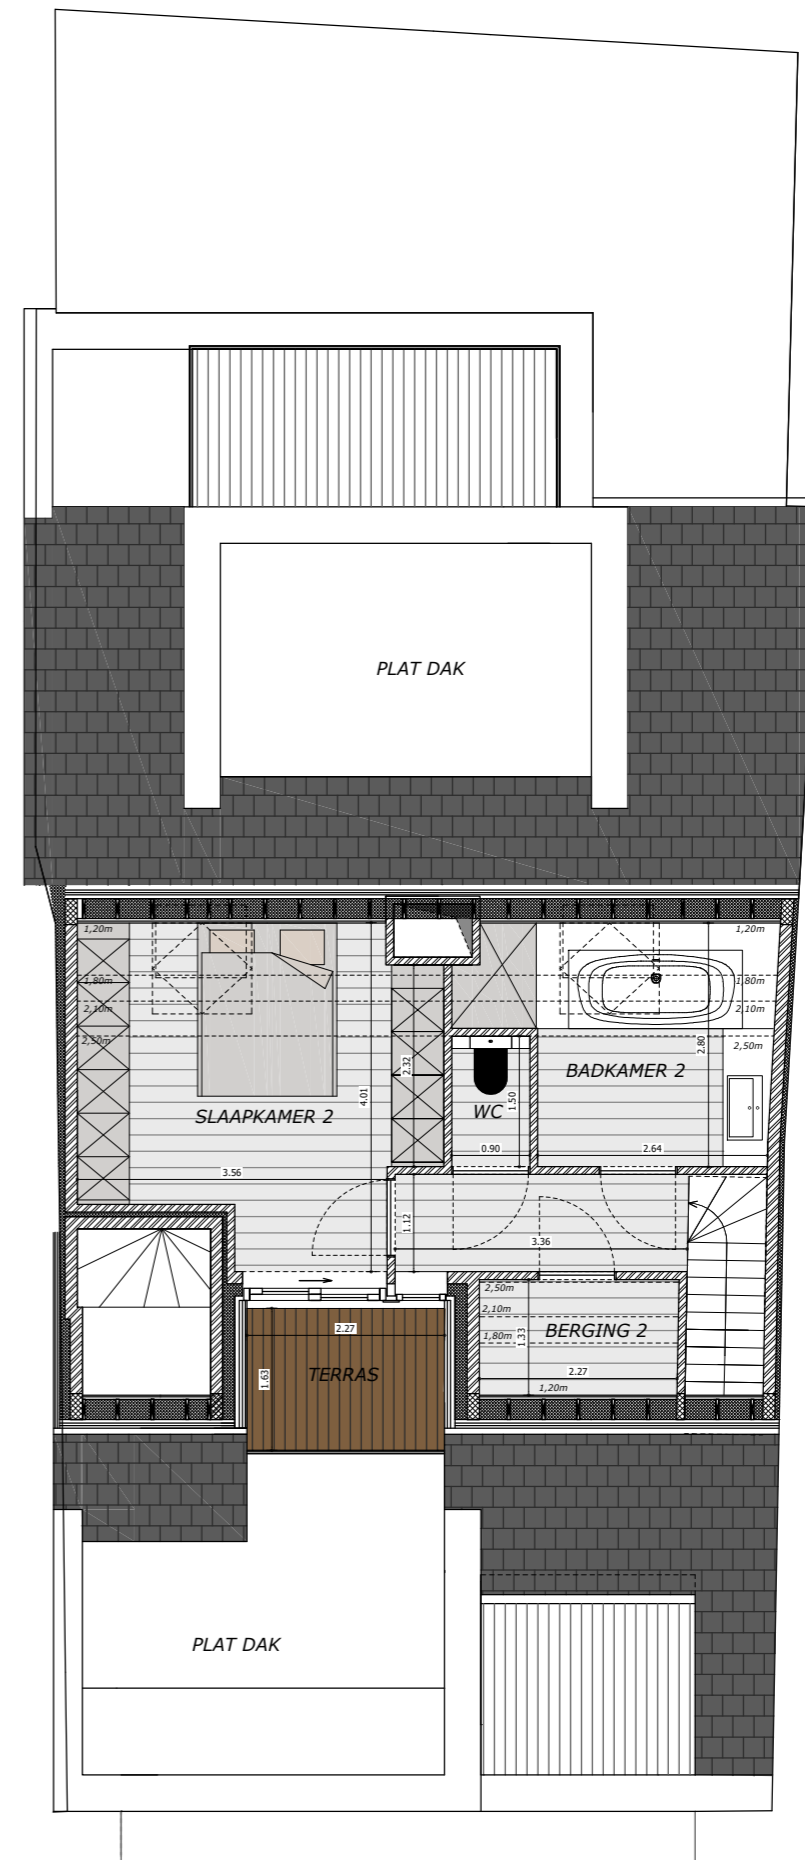 PLAT DAK
1,20m
1,20m
1,80m
1,80m
2,10m
2,10m
2,50m
2,50m
2.80
2.32
4.01
BADKAMER 2
SLAAPKAMER 2
WC
1.50
0.90
2.64
3.56
1.12
3.36
2,50m
2,10m
1,80m
1.33
BERGING 2
2.27
2.27
1.63
TERRAS
1,20m
PLAT DAK